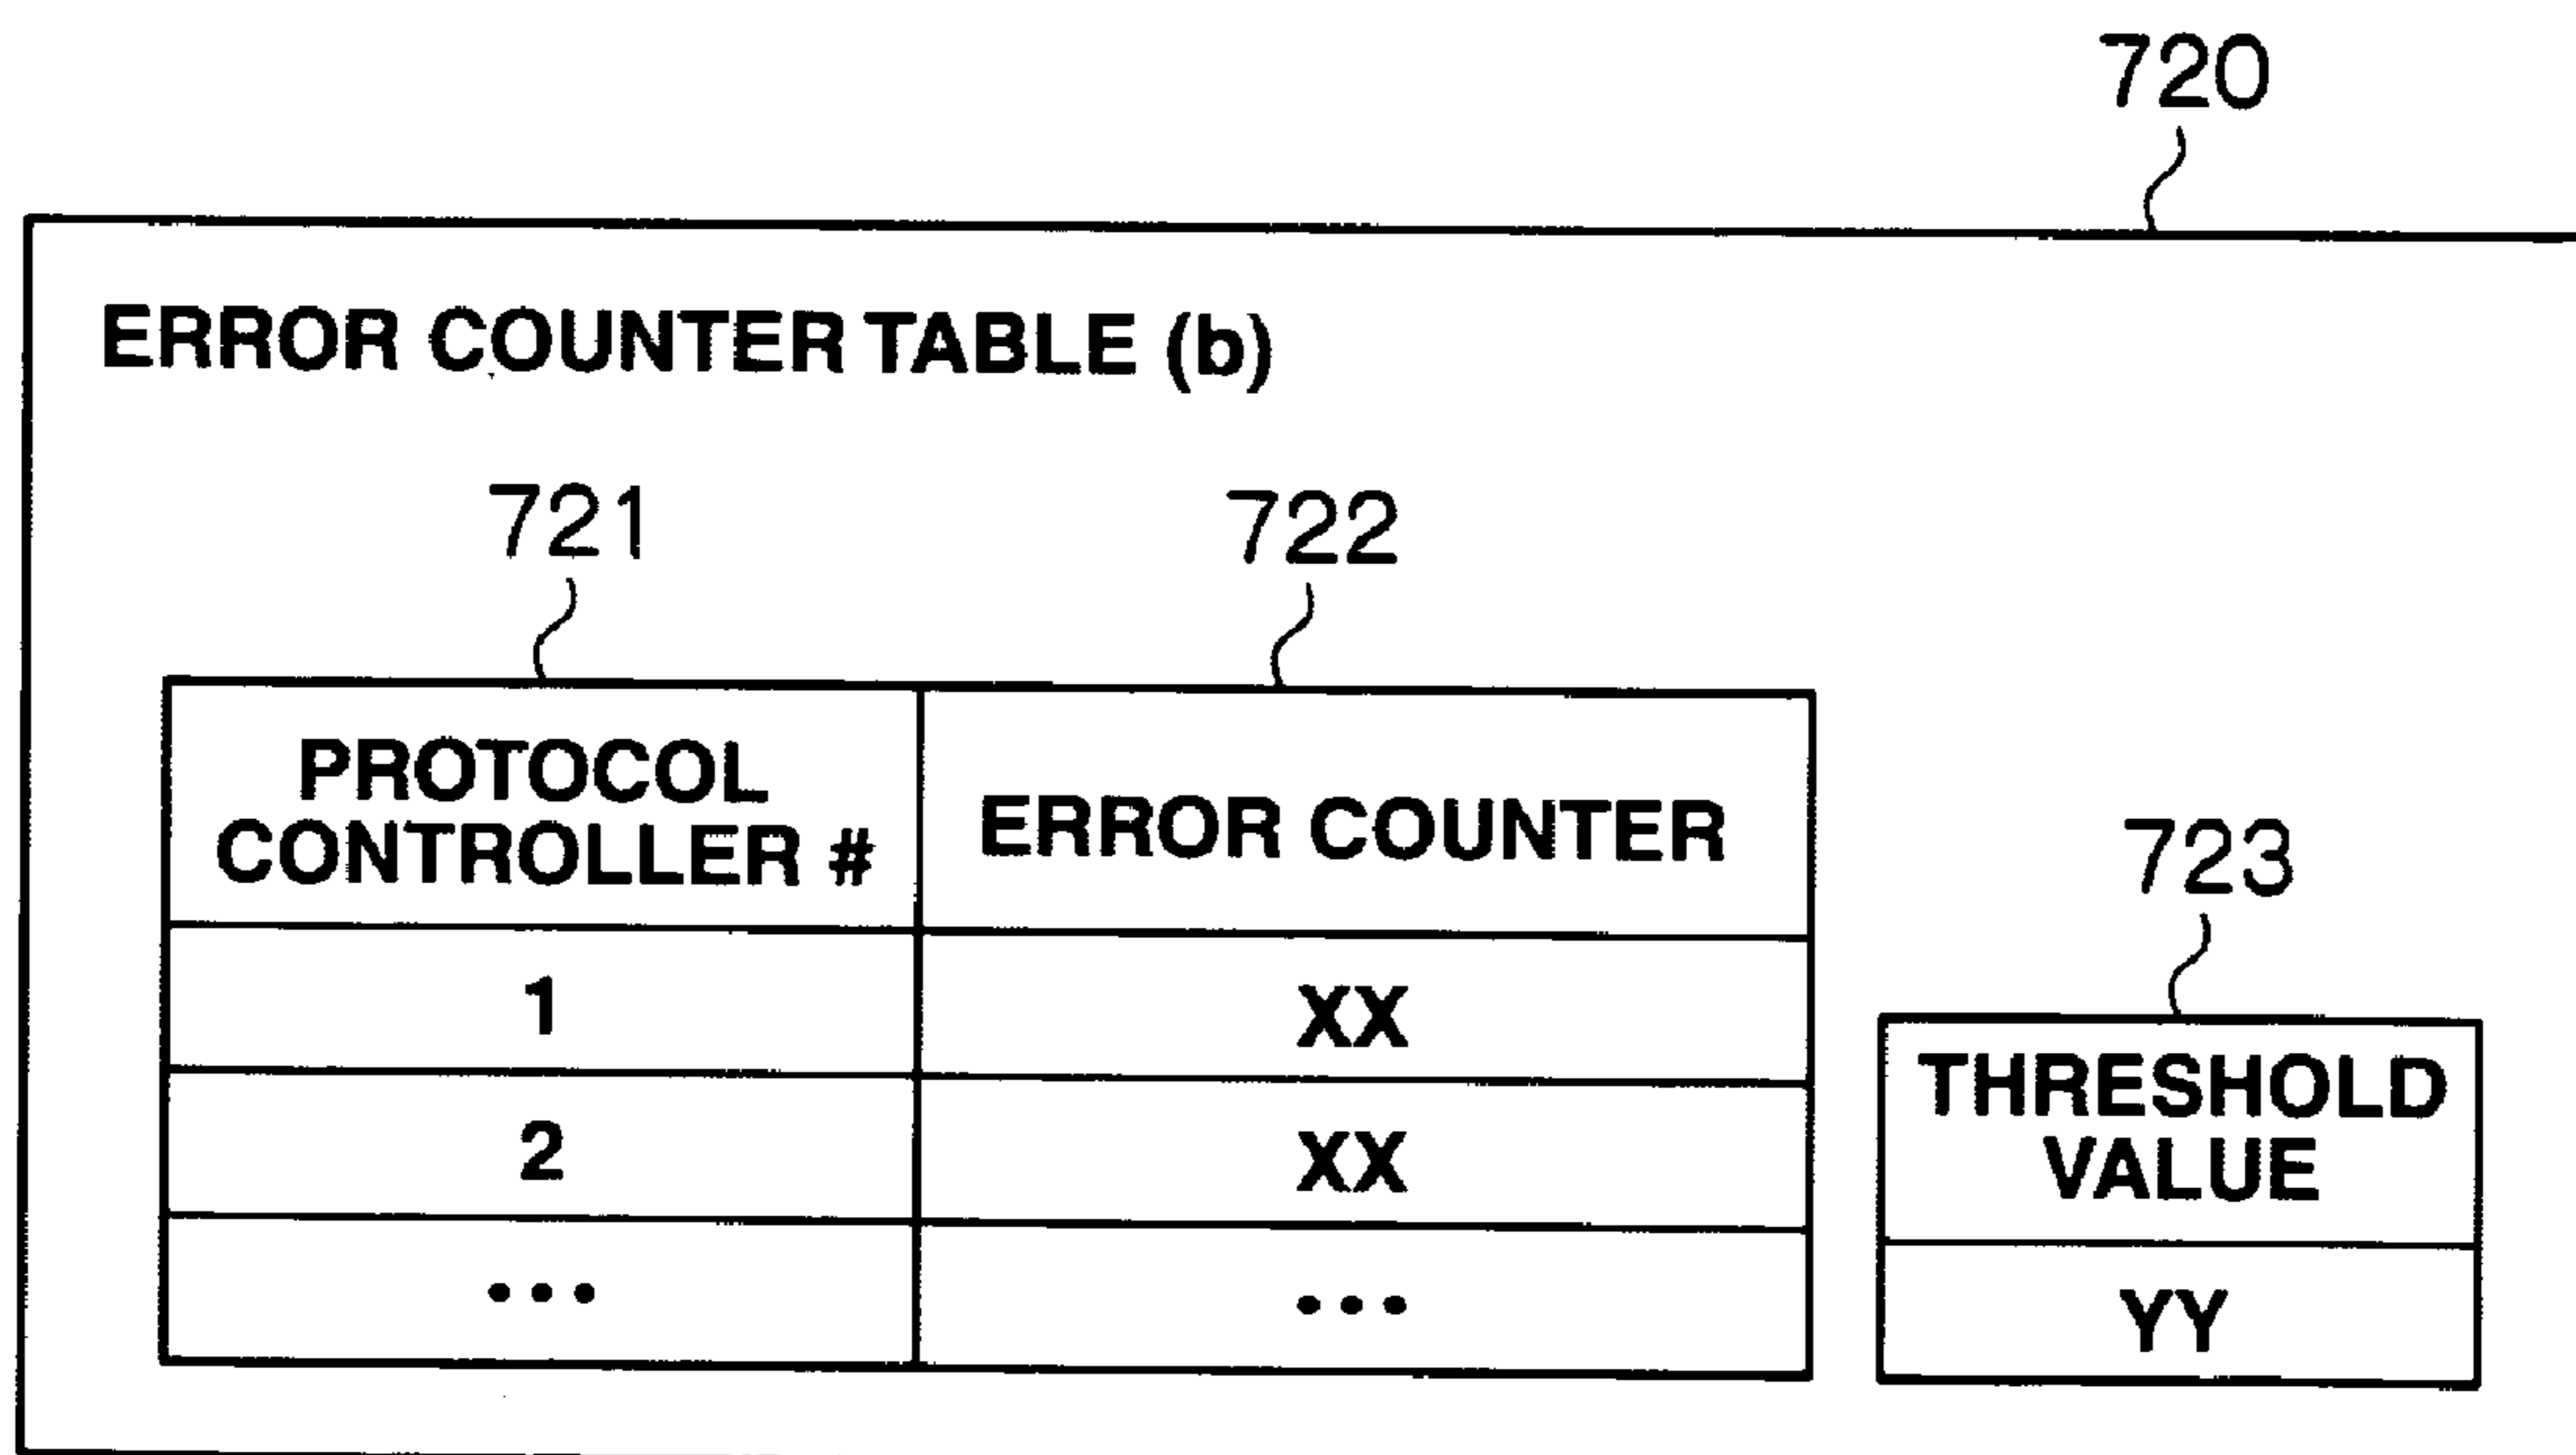 720
ERROR COUNTER TABLE (b)
721
722
PROTOCOL
CONTROLLER #
ERROR COUNTER
723
1
XX
THRESHOLD
VALUE
2
XX
• • •
• • •
YY